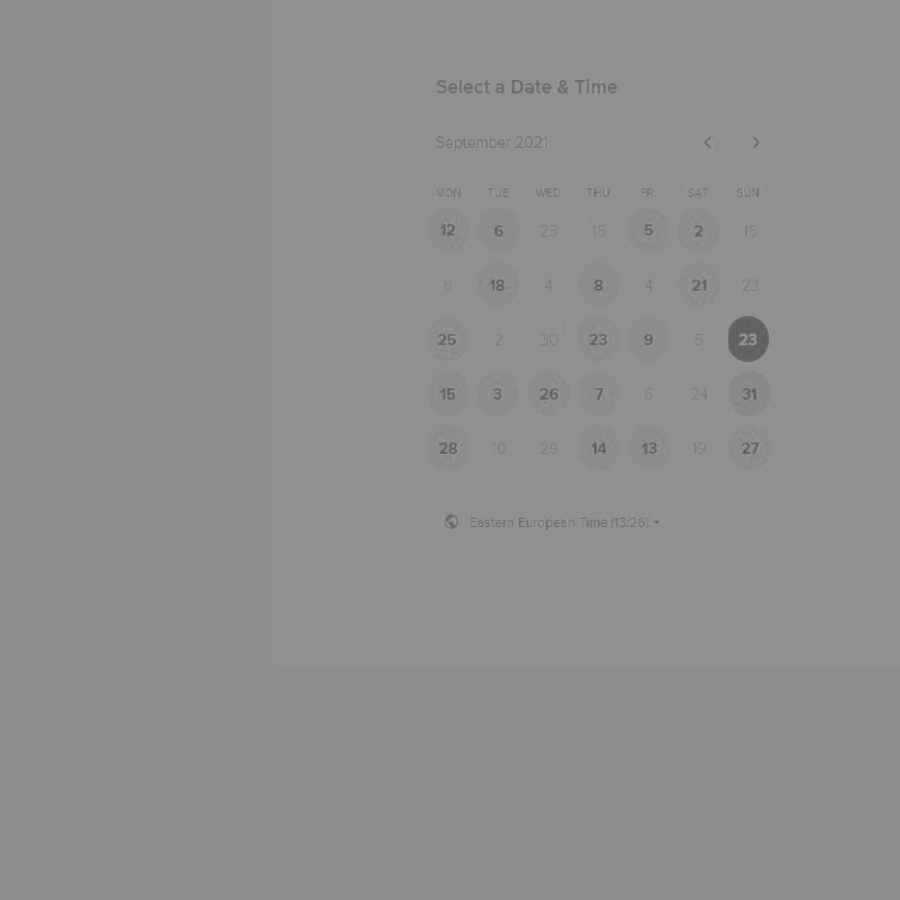 Select a Date & Time
September 2021
MON TUE WED THU FRI SAT SUN
12 6 25 15 5 2 15
6 18 4 8 4 21 23
25 2 30 23 9 5 23
15 3 26 7 6 24 31
28 10 29 14 13 19 27
Eastern European Time (13:26)